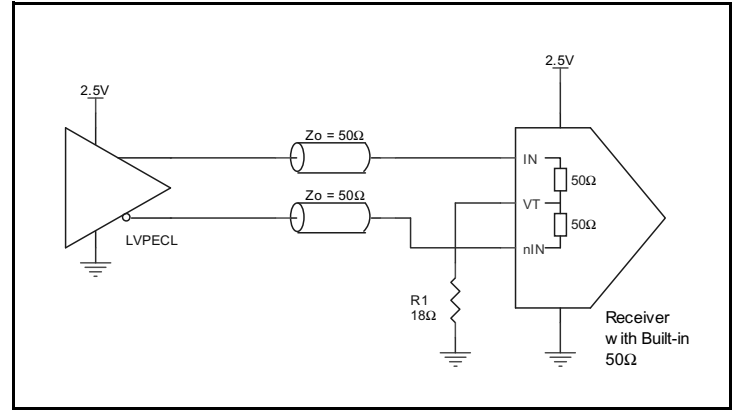 2.5V
2.5V
Zo = 50Ω
IN
50Ω
Zo = 50Ω
VT
50Ω
nIN
LVPECL
R1
18Ω
Receiver
with Built-in
50Ω